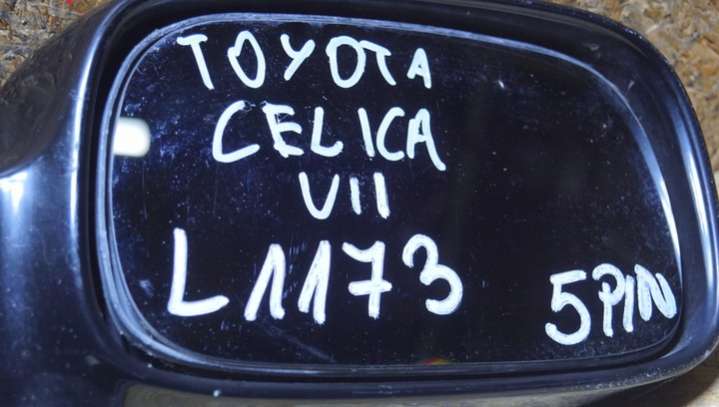 TOYOTA
CELICA
VII
L1173
5PIN